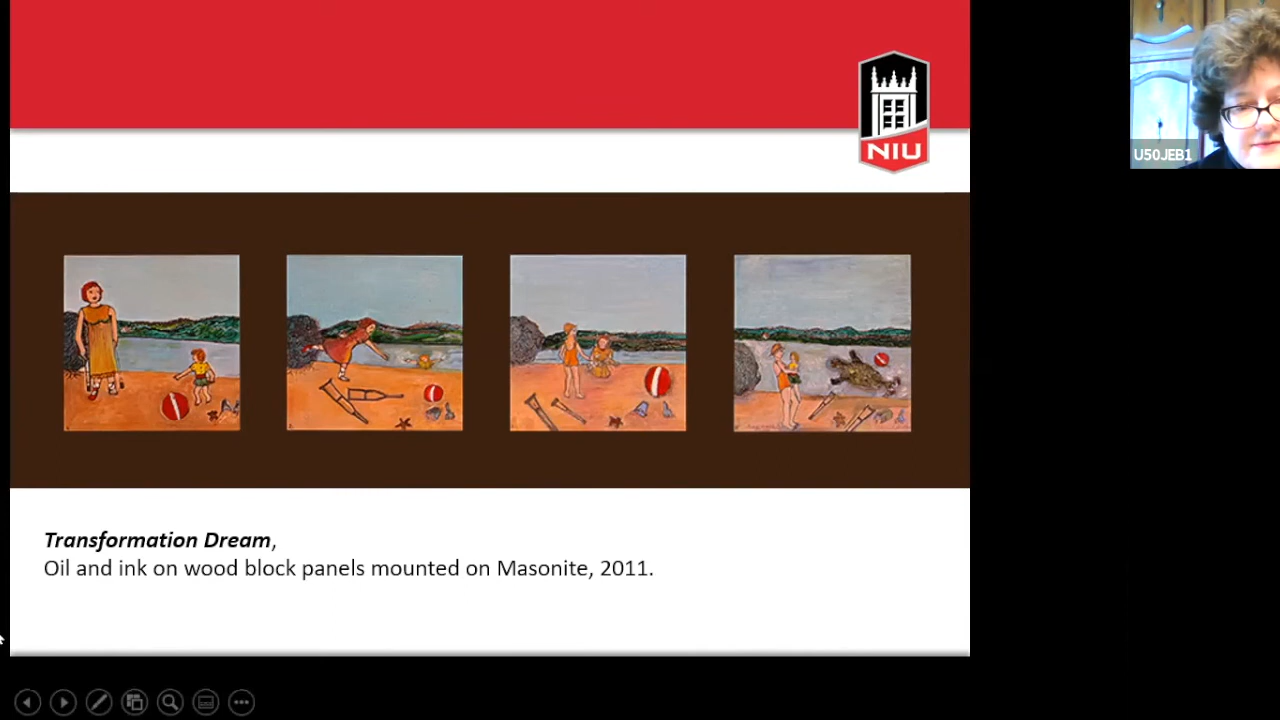 NIU
U50JEB1
Transformation Dream,
Oil and ink on wood block panels mounted on Masonite, 2011.